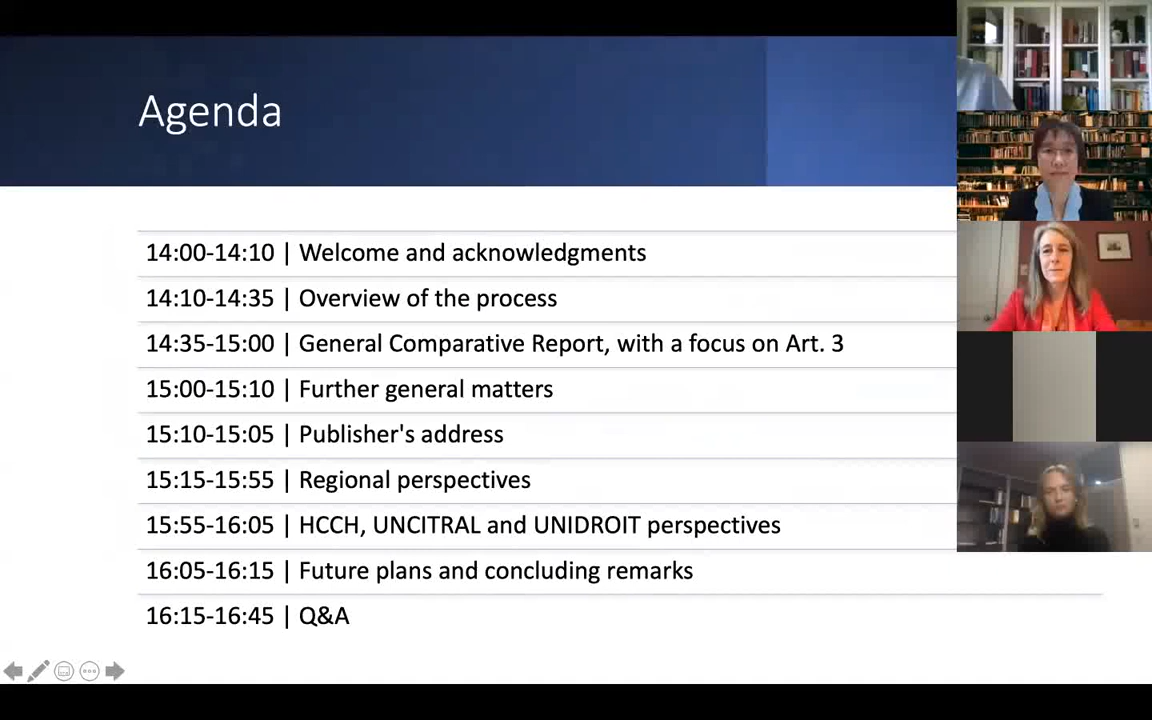 Agenda
14:00-14:10 | Welcome and acknowledgments
14:10-14:35 | Overview of the process
14:35-15:00 | General Comparative Report, with a focus on Art. 3
15:00-15:10 | Further general matters
15:10-15:05 | Publisher's address
15:15-15:55 | Regional perspectives
15:55-16:05 | HCCH, UNCITRAL and UNIDROIT perspectives
16:05-16:15 | Future plans and concluding remarks
16:15-16:45 | Q&A